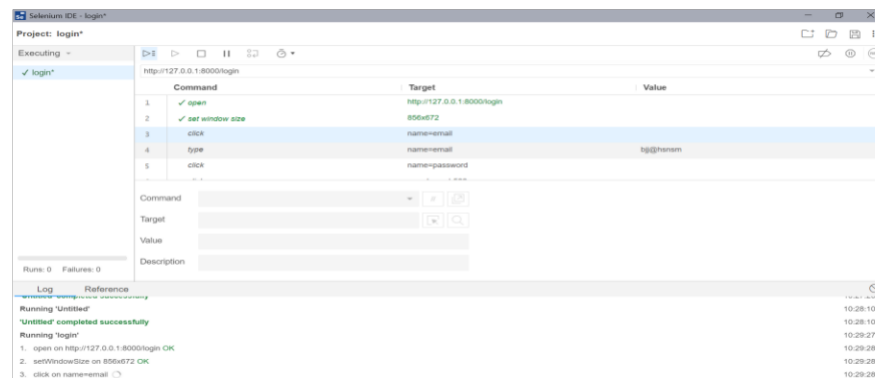 Selenium IDE - login*
Project: login*
Executing
✓ login*
http://127.0.0.1:8000/login
Command Target Value
1 ✓ open http://127.0.0.1:8000/login
2 ✓ set window size 856x672
3 click name=email
4 type name=email bjj@hsnsm
5 click name=password
Command
Target
Value
Description
Runs: 0 Failures: 0
Log Reference
'Untitled' completed successfully
Running 'Untitled' 10:28:10
'Untitled' completed successfully 10:28:10
Running 'login' 10:29:27
1. open on http://127.0.0.1:8000/login OK 10:29:28
2. setWindowSize on 856x672 OK 10:29:28
3. click on name=email 10:29:28